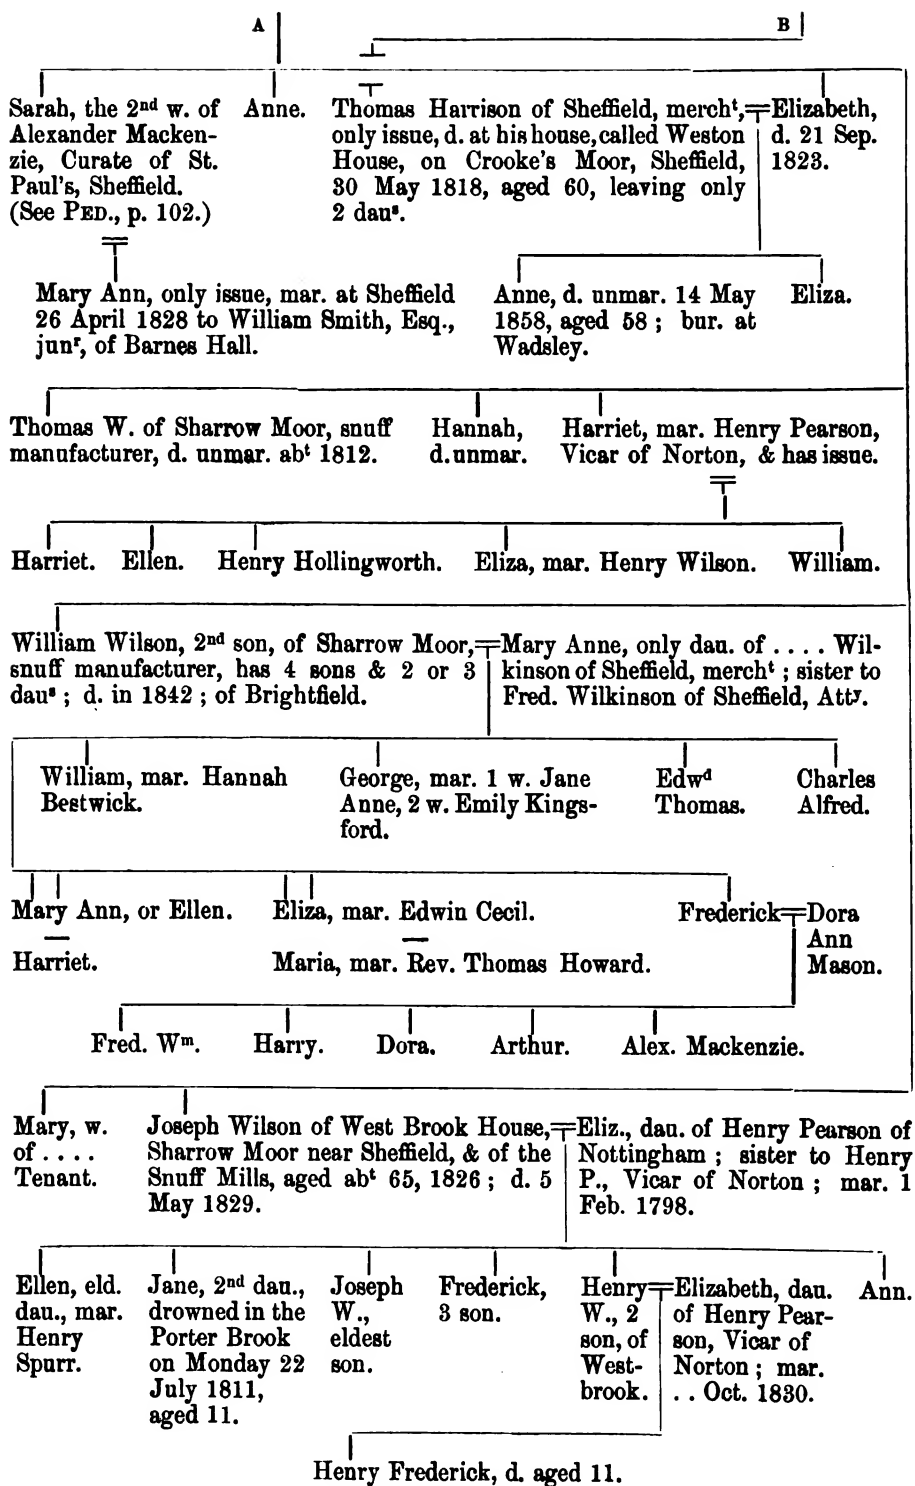 A
B
Sarah, the 2nd w. of
Alexander Macken-
zie, Curate of St.
Paul's, Sheffield.
(See PED., p. 102.)
Anne.
Thomas Harrison of Sheffield, mercht,
only issue, d. at his house, called Weston
House, on Crooke's Moor, Sheffield,
30 May 1818, aged 60, leaving only
2 daus.
Elizabeth,
d. 21 Sep.
1823.
Mary Ann, only issue, mar. at Sheffield
26 April 1828 to William Smith, Esq.,
junr, of Barnes Hall.
Anne, d. unmar. 14 May
1858, aged 58 ; bur. at
Wadsley.
Eliza.
Thomas W. of Sharrow Moor, snuff
manufacturer, d. unmar. abt 1812.
Hannah,
d. unmar.
Harriet, mar. Henry Pearson,
Vicar of Norton, & has issue.
Harriet.
Ellen.
Henry Hollingworth.
Eliza, mar. Henry Wilson.
William.
William Wilson, 2nd son, of Sharrow Moor,
snuff manufacturer, has 4 sons & 2 or 3
daus ; d. in 1842 ; of Brightfield.
Mary Anne, only dau. of . . . . Wil-
kinson of Sheffield, mercht ; sister to
Fred. Wilkinson of Sheffield, Atty.
William, mar. Hannah
Bestwick.
George, mar. 1 w. Jane
Anne, 2 w. Emily Kings-
ford.
Edwd
Thomas.
Charles
Alfred.
Mary Ann, or Ellen.
Harriet.
Eliza, mar. Edwin Cecil.
Maria, mar. Rev. Thomas Howard.
Frederick
Dora
Ann
Mason.
Fred. Wm.
Harry.
Dora.
Arthur.
Alex. Mackenzie.
Mary, w.
of . . . .
Tenant.
Joseph Wilson of West Brook House,
Sharrow Moor near Sheffield, & of the
Snuff Mills, aged abt 65, 1826 ; d. 5
May 1829.
Eliz., dau. of Henry Pearson of
Nottingham ; sister to Henry
P., Vicar of Norton ; mar. 1
Feb. 1798.
Ellen, eld.
dau., mar.
Henry
Spurr.
Jane, 2nd dau.,
drowned in the
Porter Brook
on Monday 22
July 1811,
aged 11.
Joseph
W.,
eldest
son.
Frederick,
3 son.
Henry
W., 2
son, of
West-
brook.
Elizabeth, dau.
of Henry Pear-
son, Vicar of
Norton ; mar.
. . Oct. 1830.
Ann.
Henry Frederick, d. aged 11.